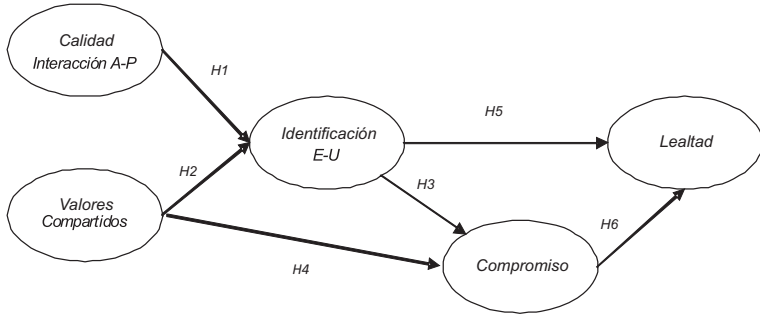 Calidad
Interacción A-P
H1
H5
Identificación
E-U
Lealtad
H2
H3
Valores
Compartidos
H6
H4
Compromiso